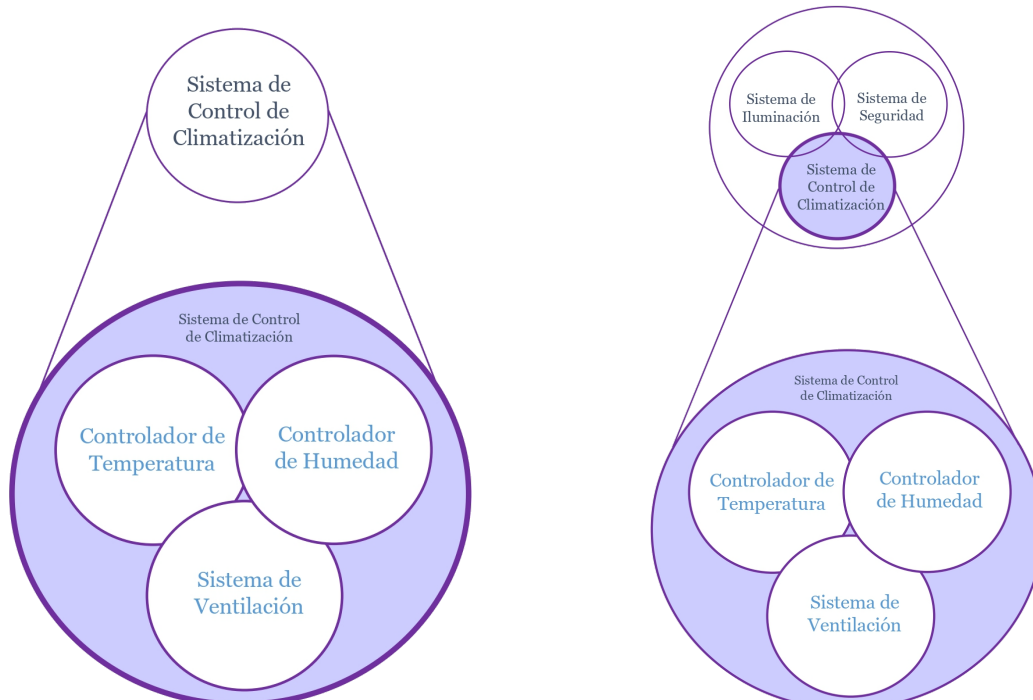 Sistema de
Control de
Climatización
Sistema de Control
de Climatización
Controlador de
Temperatura
Controlador
de Humedad
Sistema de
Ventilación
Sistema de
Iluminación
Sistema de
Seguridad
Sistema de
Control de
Climatización
Sistema de Control
de Climatización
Controlador de
Temperatura
Controlador
de Humedad
Sistema de
Ventilación